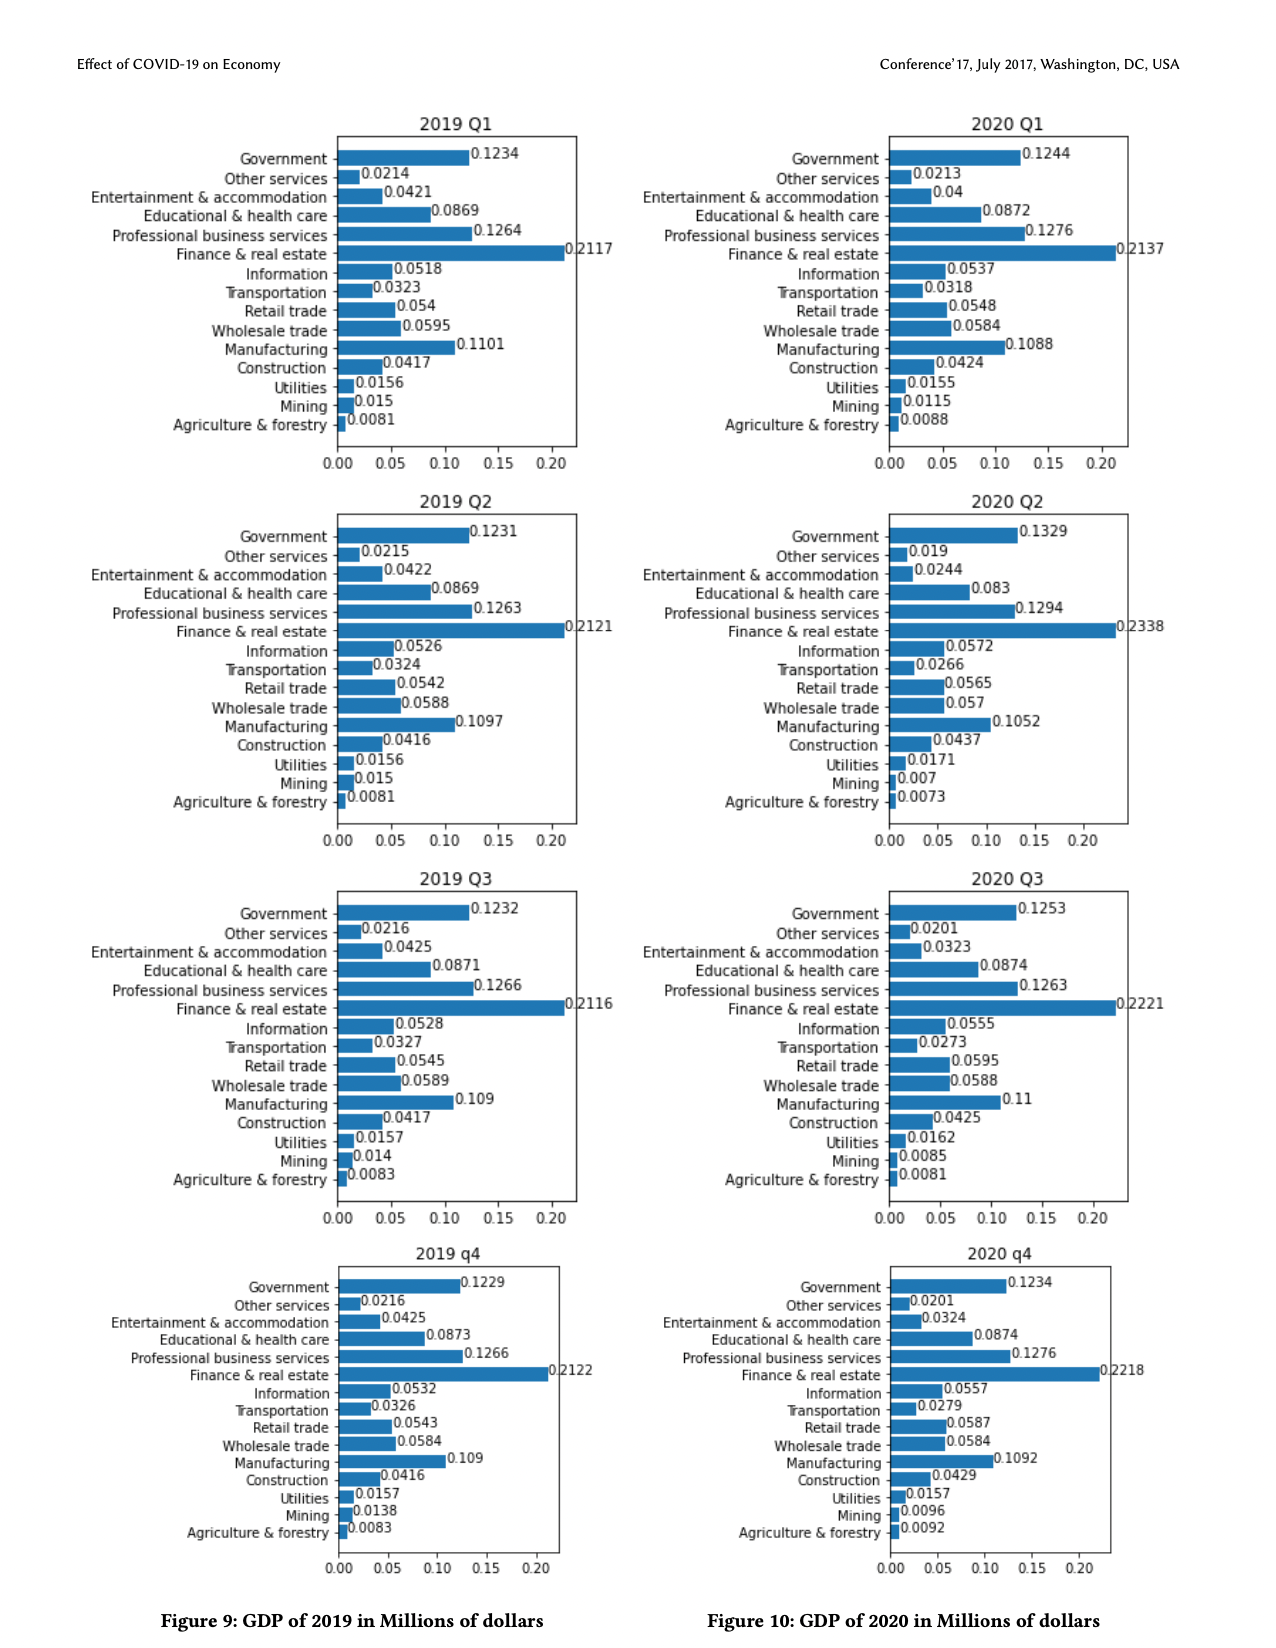 Effect of COVID-19 on Economy
Conference'17, July 2017, Washington, DC, USA
2019 Q1
Government 0.1234
Other services 0.0214
Entertainment & accommodation 0.0421
Educational & health care 0.0869
Professional business services 0.1264
Finance & real estate 0.2117
Information 0.0518
Transportation 0.0323
Retail trade 0.054
Wholesale trade 0.0595
Manufacturing 0.1101
Construction 0.0417
Utilities 0.0156
Mining 0.015
Agriculture & forestry 0.0081
0.00 0.05 0.10 0.15 0.20
2019 Q2
Government 0.1231
Other services 0.0215
Entertainment & accommodation 0.0422
Educational & health care 0.0869
Professional business services 0.1263
Finance & real estate 0.2121
Information 0.0526
Transportation 0.0324
Retail trade 0.0542
Wholesale trade 0.0588
Manufacturing 0.1097
Construction 0.0416
Utilities 0.0156
Mining 0.015
Agriculture & forestry 0.0081
0.00 0.05 0.10 0.15 0.20
2019 Q3
Government 0.1232
Other services 0.0216
Entertainment & accommodation 0.0425
Educational & health care 0.0871
Professional business services 0.1266
Finance & real estate 0.2116
Information 0.0528
Transportation 0.0327
Retail trade 0.0545
Wholesale trade 0.0589
Manufacturing 0.109
Construction 0.0417
Utilities 0.0157
Mining 0.014
Agriculture & forestry 0.0083
0.00 0.05 0.10 0.15 0.20
2019 q4
Government 0.1229
Other services 0.0216
Entertainment & accommodation 0.0425
Educational & health care 0.0873
Professional business services 0.1266
Finance & real estate 0.2122
Information 0.0532
Transportation 0.0326
Retail trade 0.0543
Wholesale trade 0.0584
Manufacturing 0.109
Construction 0.0416
Utilities 0.0157
Mining 0.0138
Agriculture & forestry 0.0083
0.00 0.05 0.10 0.15 0.20
Figure 9: GDP of 2019 in Millions of dollars
2020 Q1
Government 0.1244
Other services 0.0213
Entertainment & accommodation 0.04
Educational & health care 0.0872
Professional business services 0.1276
Finance & real estate 0.2137
Information 0.0537
Transportation 0.0318
Retail trade 0.0548
Wholesale trade 0.0584
Manufacturing 0.1088
Construction 0.0424
Utilities 0.0155
Mining 0.0115
Agriculture & forestry 0.0088
0.00 0.05 0.10 0.15 0.20
2020 Q2
Government 0.1329
Other services 0.019
Entertainment & accommodation 0.0244
Educational & health care 0.083
Professional business services 0.1294
Finance & real estate 0.2338
Information 0.0572
Transportation 0.0266
Retail trade 0.0565
Wholesale trade 0.057
Manufacturing 0.1052
Construction 0.0437
Utilities 0.0171
Mining 0.007
Agriculture & forestry 0.0073
0.00 0.05 0.10 0.15 0.20
2020 Q3
Government 0.1253
Other services 0.0201
Entertainment & accommodation 0.0323
Educational & health care 0.0874
Professional business services 0.1263
Finance & real estate 0.2221
Information 0.0555
Transportation 0.0273
Retail trade 0.0595
Wholesale trade 0.0588
Manufacturing 0.11
Construction 0.0425
Utilities 0.0162
Mining 0.0085
Agriculture & forestry 0.0081
0.00 0.05 0.10 0.15 0.20
2020 q4
Government 0.1234
Other services 0.0201
Entertainment & accommodation 0.0324
Educational & health care 0.0874
Professional business services 0.1276
Finance & real estate 0.2218
Information 0.0557
Transportation 0.0279
Retail trade 0.0587
Wholesale trade 0.0584
Manufacturing 0.1092
Construction 0.0429
Utilities 0.0157
Mining 0.0096
Agriculture & forestry 0.0092
0.00 0.05 0.10 0.15 0.20
Figure 10: GDP of 2020 in Millions of dollars